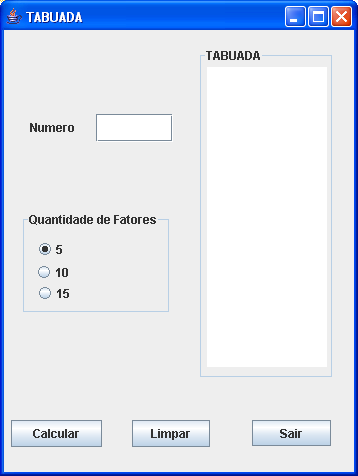 TABUADA
TABUADA
Numero
Quantidade de Fatores
5
10
15
Calcular
Limpar
Sair